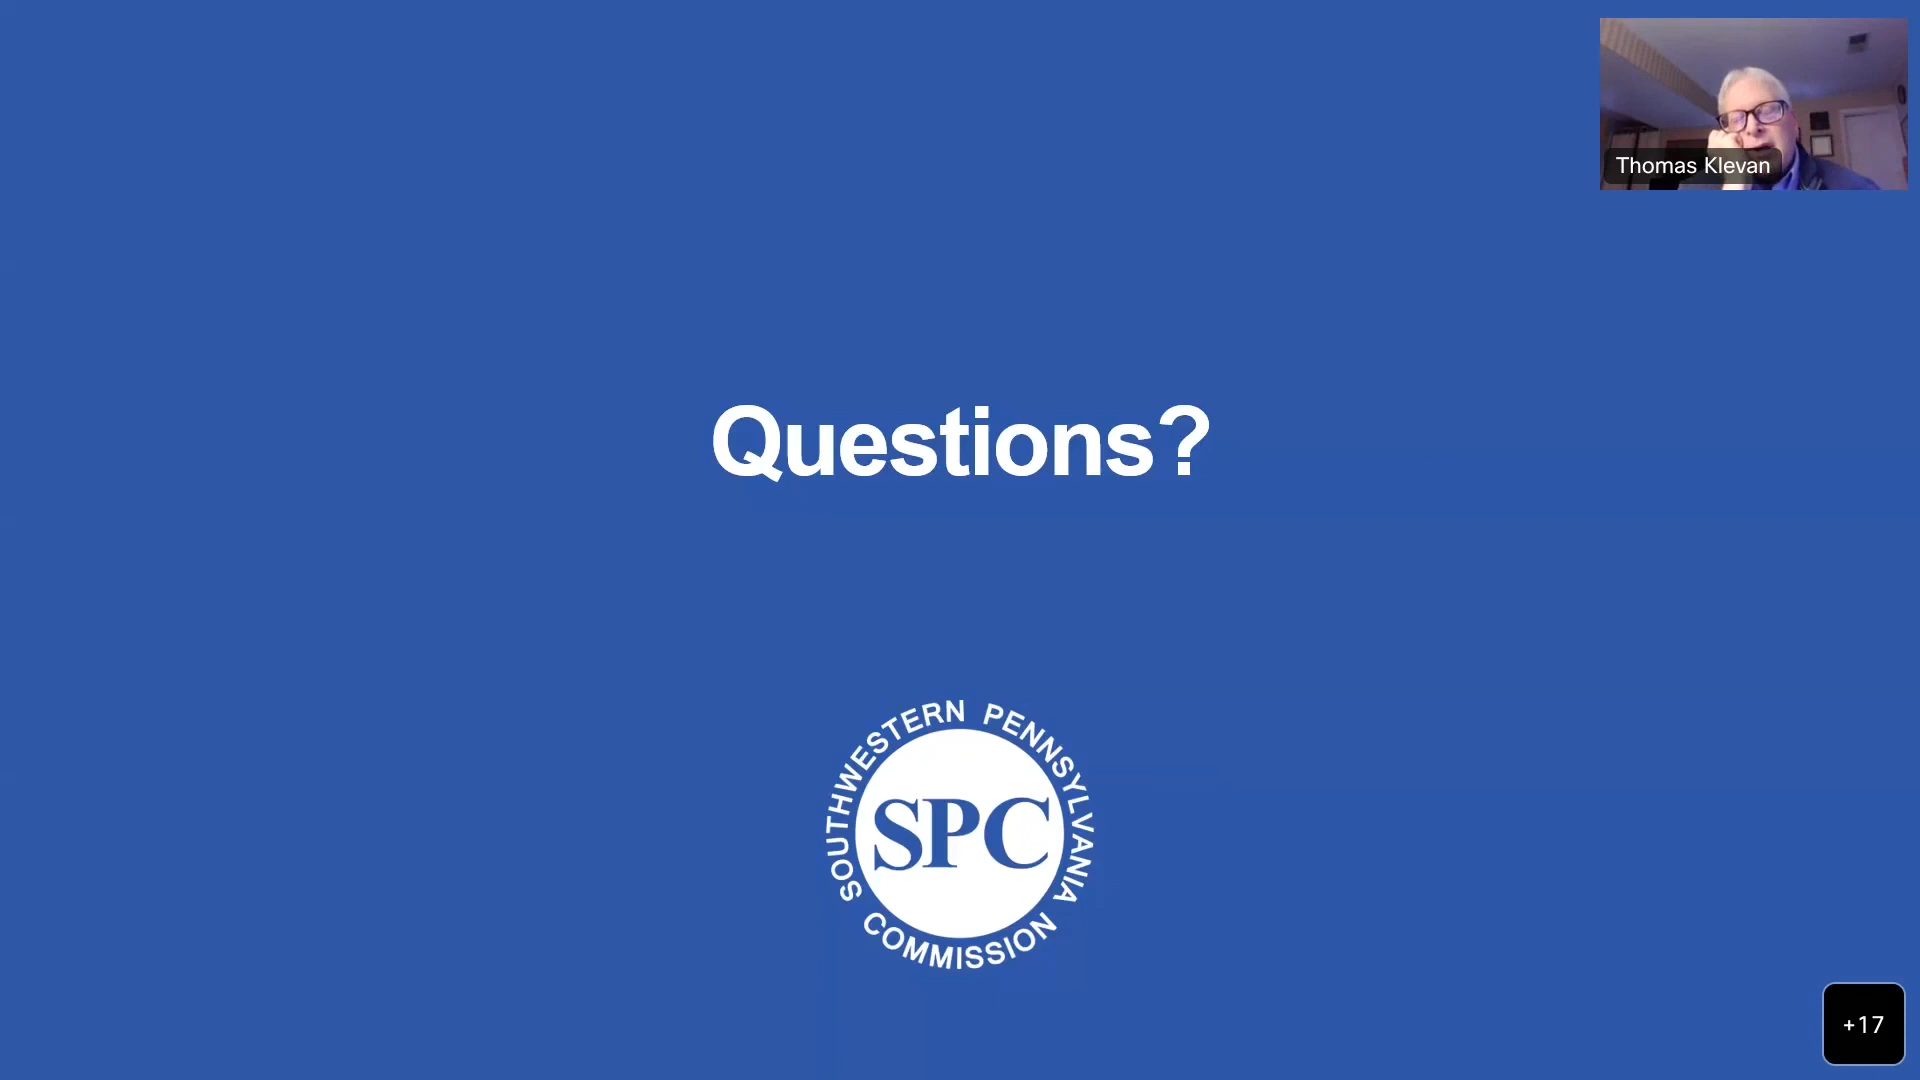 Thomas Klevan
Questions?
SOUTHWESTERN PENNSYLVANIA
SPC
COMMISSION
+17